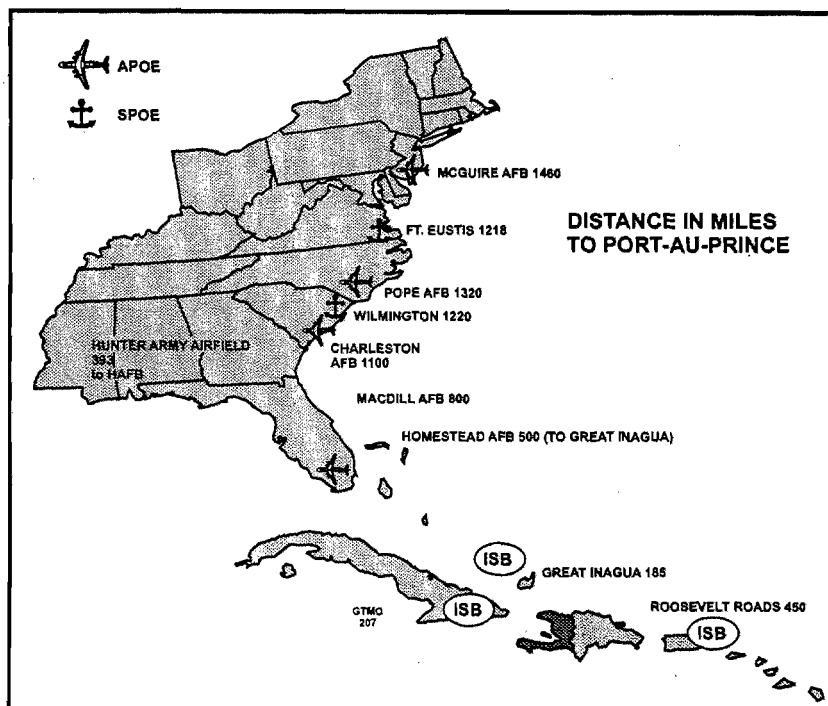 APOE
SPOE
MCGUIRE AFB 1460
FT. EUSTIS 1218
DISTANCE IN MILES
TO PORT-AU-PRINCE
POPE AFB 1320
WILMINGTON 1220
HUNTER ARMY AIRFIELD
393
to HAFB
CHARLESTON
AFB 1100
MACDILL AFB 800
HOMESTEAD AFB 500 (TO GREAT INAGUA)
ISB
GREAT INAGUA 185
GTMO
207
ISB
ROOSEVELT ROADS 450
ISB